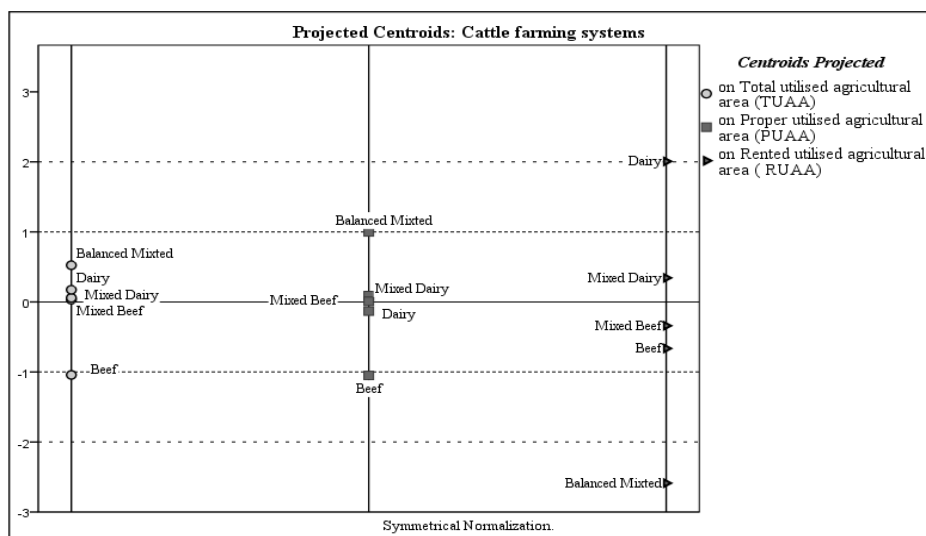 Projected Centroids: Cattle farming systems
Centroids Projected
on Total utilised agricultural
area (TUAA)
on Proper utilised agricultural
area (PUAA)
on Rented utilised agricultural
area ( RUAA)
3
2
1
0
-1
-2
-3
Balanced Mixted
Dairy
Mixed Dairy
Mixed Beef
Beef
Balanced Mixted
Mixed Dairy
Mixed Beef
Dairy
Beef
Dairy
Mixed Dairy
Mixed Beef
Beef
Balanced Mixted
Symmetrical Normalization.